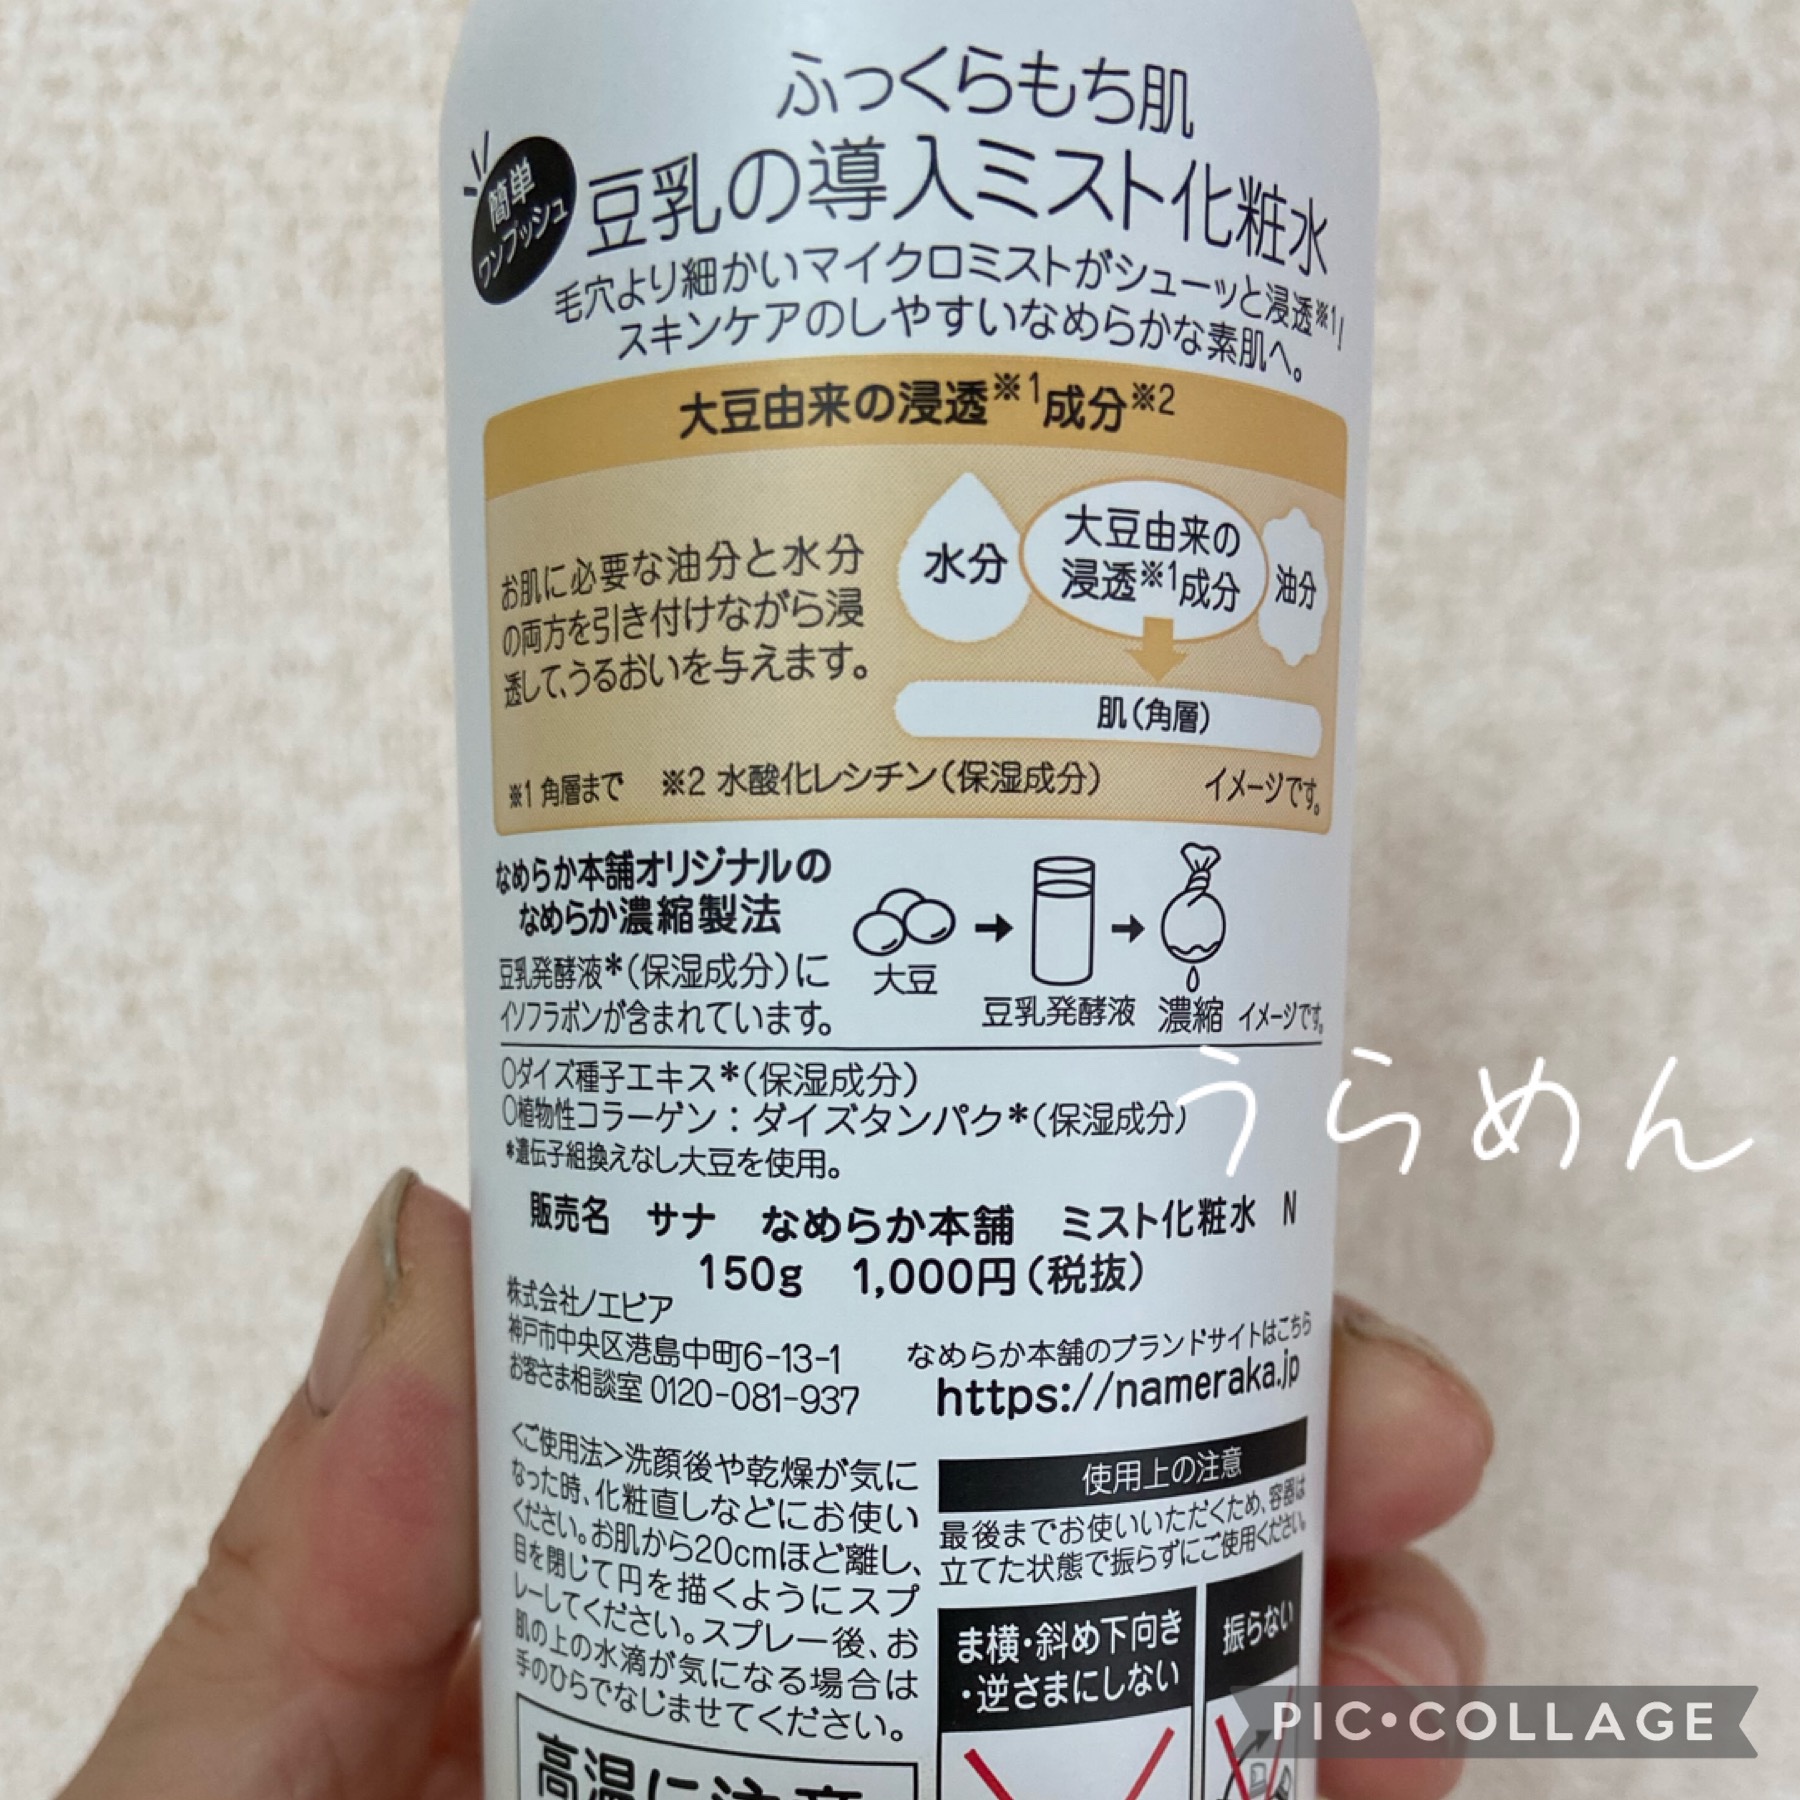 ふっくらもち肌
簡単
ワンプッシュ
豆乳の導入ミスト化粧水
毛穴より細かいマイクロミストがシューッと浸透※1!
スキンケアのしやすいなめらかな素肌へ。
大豆由来の浸透※1成分※2
お肌に必要な油分と水分
の両方を引き付けながら浸
透して、うるおいを与えます。
水分
大豆由来の
浸透※1成分
油分
肌(角層)
※1 角層まで ※2 水酸化レシチン(保湿成分) イメージです。
なめらか本舗オリジナルの
なめらか濃縮製法
豆乳発酵液*(保湿成分)に
イソフラボンが含まれています。
大豆
豆乳発酵液
濃縮
イメージです。
○ダイズ種子エキス*(保湿成分)
○植物性コラーゲン:ダイズタンパク*(保湿成分)
*遺伝子組換えなし大豆を使用。
うらめん
販売名 サナ なめらか本舗 ミスト化粧水 N
150g 1,000円(税抜)
株式会社ノエビア
神戸市中央区港島中町6-13-1
お客さま相談室 0120-081-937
なめらか本舗のブランドサイトはこちら
https://nameraka.jp
<ご使用法>洗顔後や乾燥が気に
なった時、化粧直しなどにお使い
ください。お肌から20cmほど離し、
目を閉じて円を描くようにスプ
レーしてください。スプレー後、お
肌の上の水滴が気になる場合は
手のひらでなじませてください。
使用上の注意
最後までお使いいただくため、容器は
立てた状態で振らずにご使用ください。
ま横・斜め下向き
・逆さまにしない
振らない
高温に注意
PIC•COLLAGE